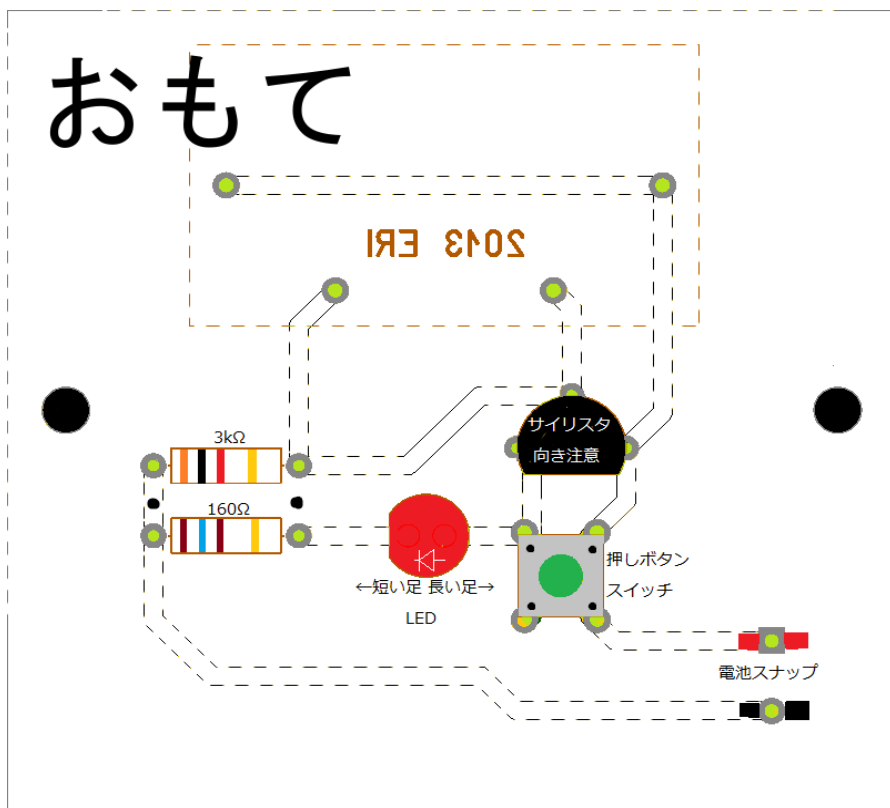 おもて
2013 ERI
サイリスタ
向き注意
3kΩ
160Ω
押しボタン
スイッチ
←短い足 長い足→
LED
電池スナップ